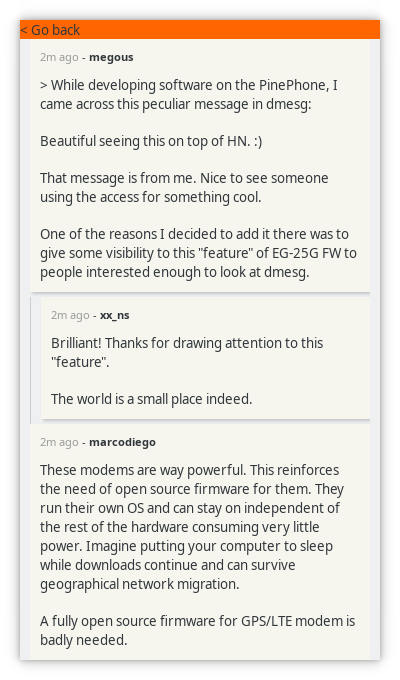 < Go back
2m ago - megous
> While developing software on the PinePhone, I
came across this peculiar message in dmesg:
Beautiful seeing this on top of HN. :)
That message is from me. Nice to see someone
using the access for something cool.
One of the reasons I decided to add it there was to
give some visibility to this "feature" of EG-25G FW to
people interested enough to look at dmesg.
2m ago - xx_ns
Brilliant! Thanks for drawing attention to this
"feature".
The world is a small place indeed.
2m ago - marcodiego
These modems are way powerful. This reinforces
the need of open source firmware for them. They
run their own OS and can stay on independent of
the rest of the hardware consuming very little
power. Imagine putting your computer to sleep
while downloads continue and can survive
geographical network migration.
A fully open source firmware for GPS/LTE modem is
badly needed.